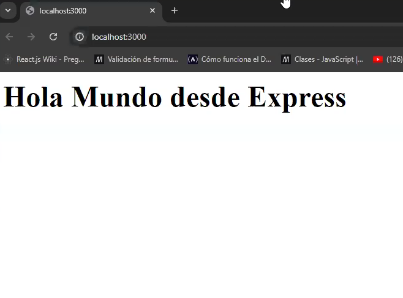 localhost:3000
localhost:3000
React.js Wiki - Preg... Validación de formu... Cómo funciona el D... Clases - JavaScript |... (126)
Hola Mundo desde Express